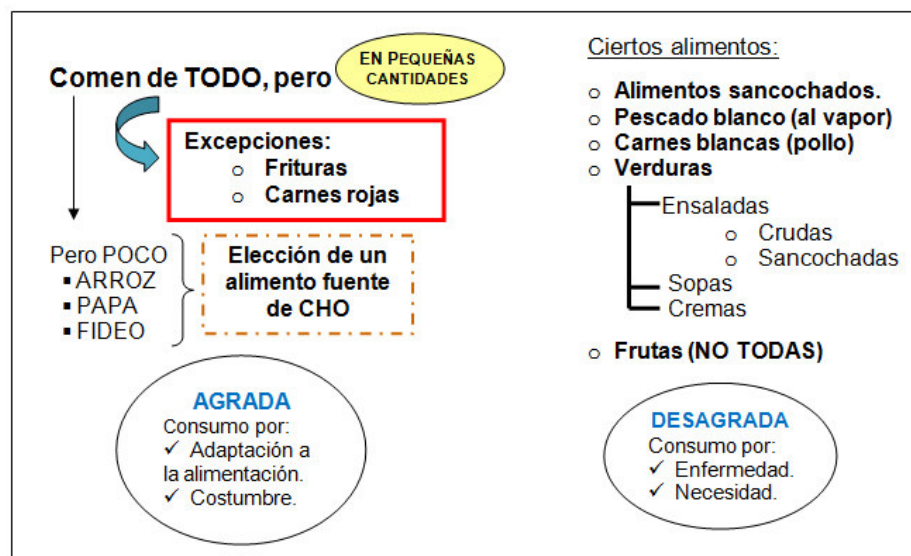 Comen de TODO, pero
EN PEQUEÑAS
CANTIDADES
Excepciones:
o Frituras
o Carnes rojas
Pero POCO
▪ ARROZ
▪ PAPA
▪ FIDEO
Elección de un
alimento fuente
de CHO
AGRADA
Consumo por:
✓ Adaptación a
la alimentación.
✓ Costumbre.
Ciertos alimentos:
o Alimentos sancochados.
o Pescado blanco (al vapor)
o Carnes blancas (pollo)
o Verduras
Ensaladas
o Crudas
o Sancochadas
Sopas
Cremas
o Frutas (NO TODAS)
DESAGRADA
Consumo por:
✓ Enfermedad.
✓ Necesidad.